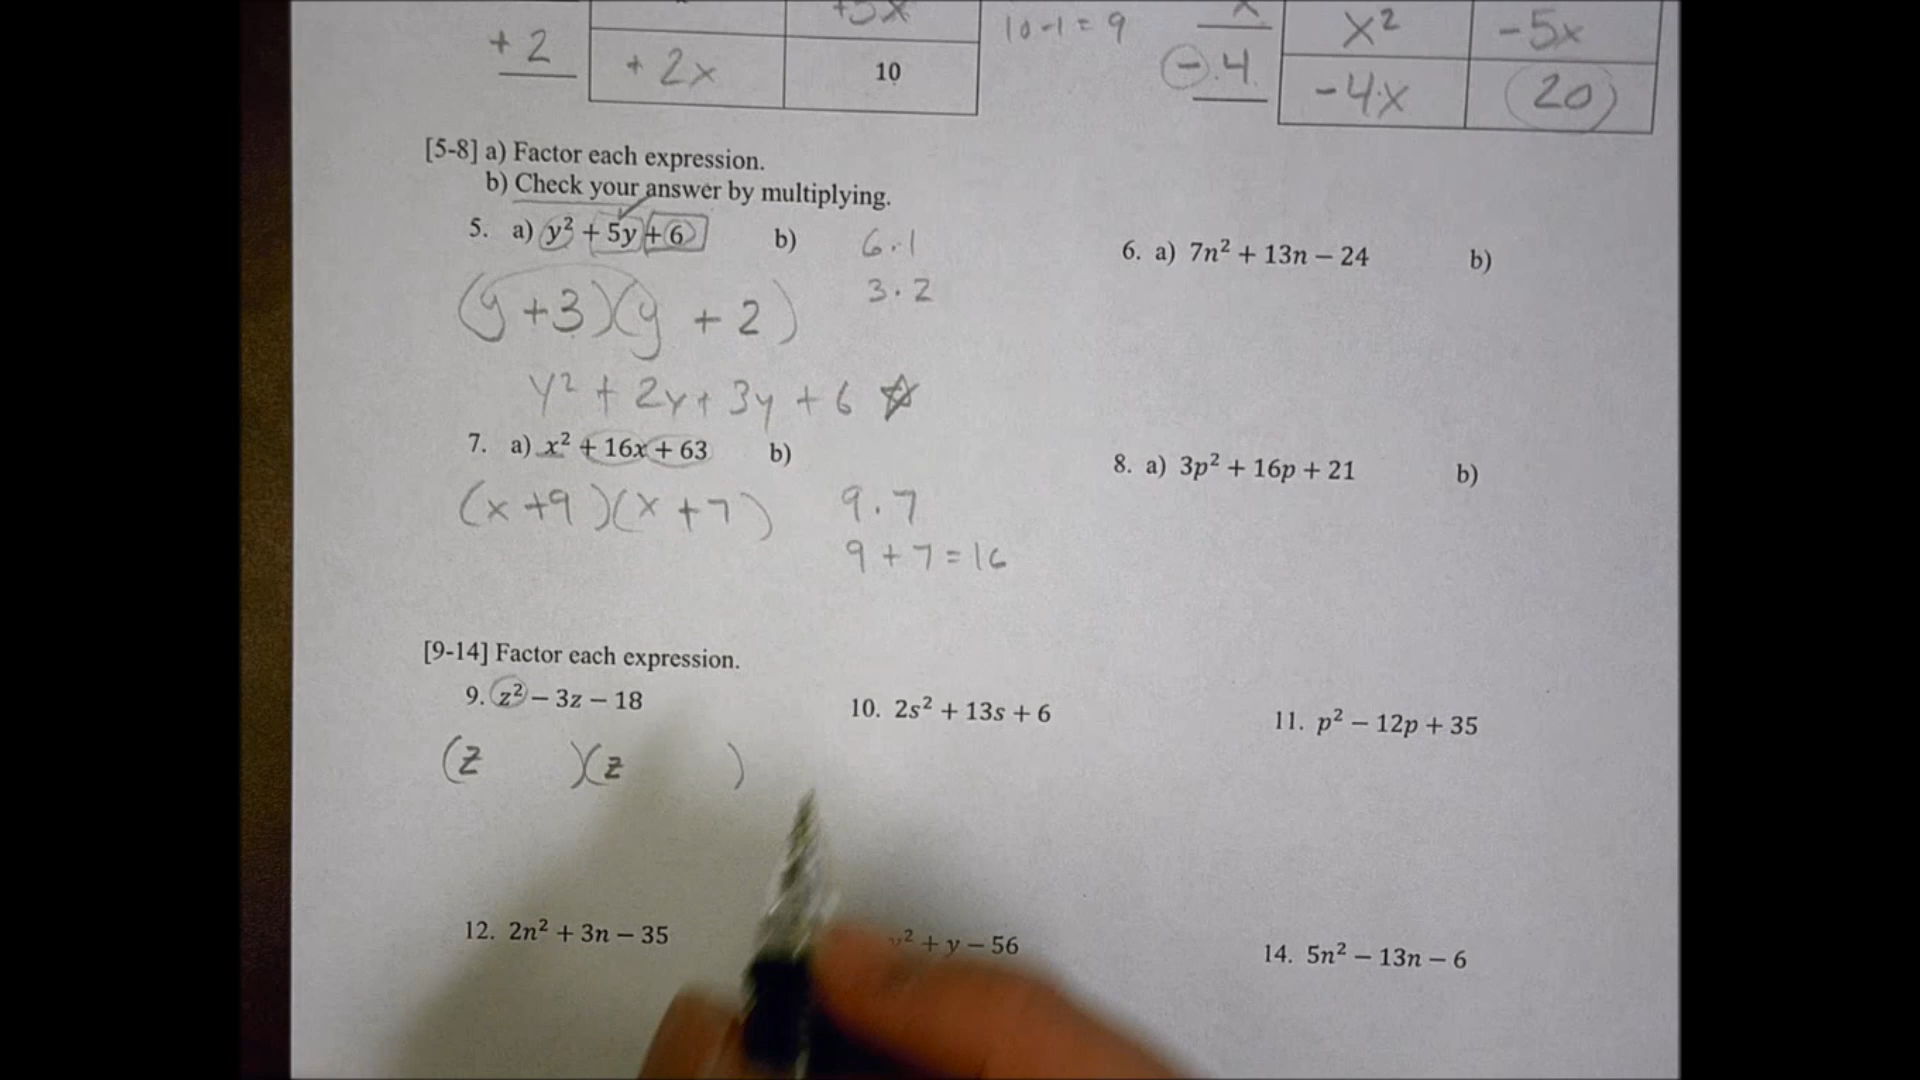 +5x
10-1=9
x
x² -5x
+2
+ 2x 10
- 4
-4x 20
[5-8] a) Factor each expression.
b) Check your answer by multiplying.
5. a) y² + 5y + 6 b) 6.1
3.2
(y +3)(y + 2)
y² + 2y + 3y + 6
6. a) 7n² + 13n − 24 b)
7. a) x² + 16x + 63 b)
(x +9)(x +7) 9.7
9 + 7 = 16
8. a) 3p² + 16p + 21 b)
[9-14] Factor each expression.
9. z² − 3z − 18 10. 2s² + 13s + 6 11. p² − 12p + 35
(z )(z )
12. 2n² + 3n − 35 + y − 56 14. 5n² − 13n − 6